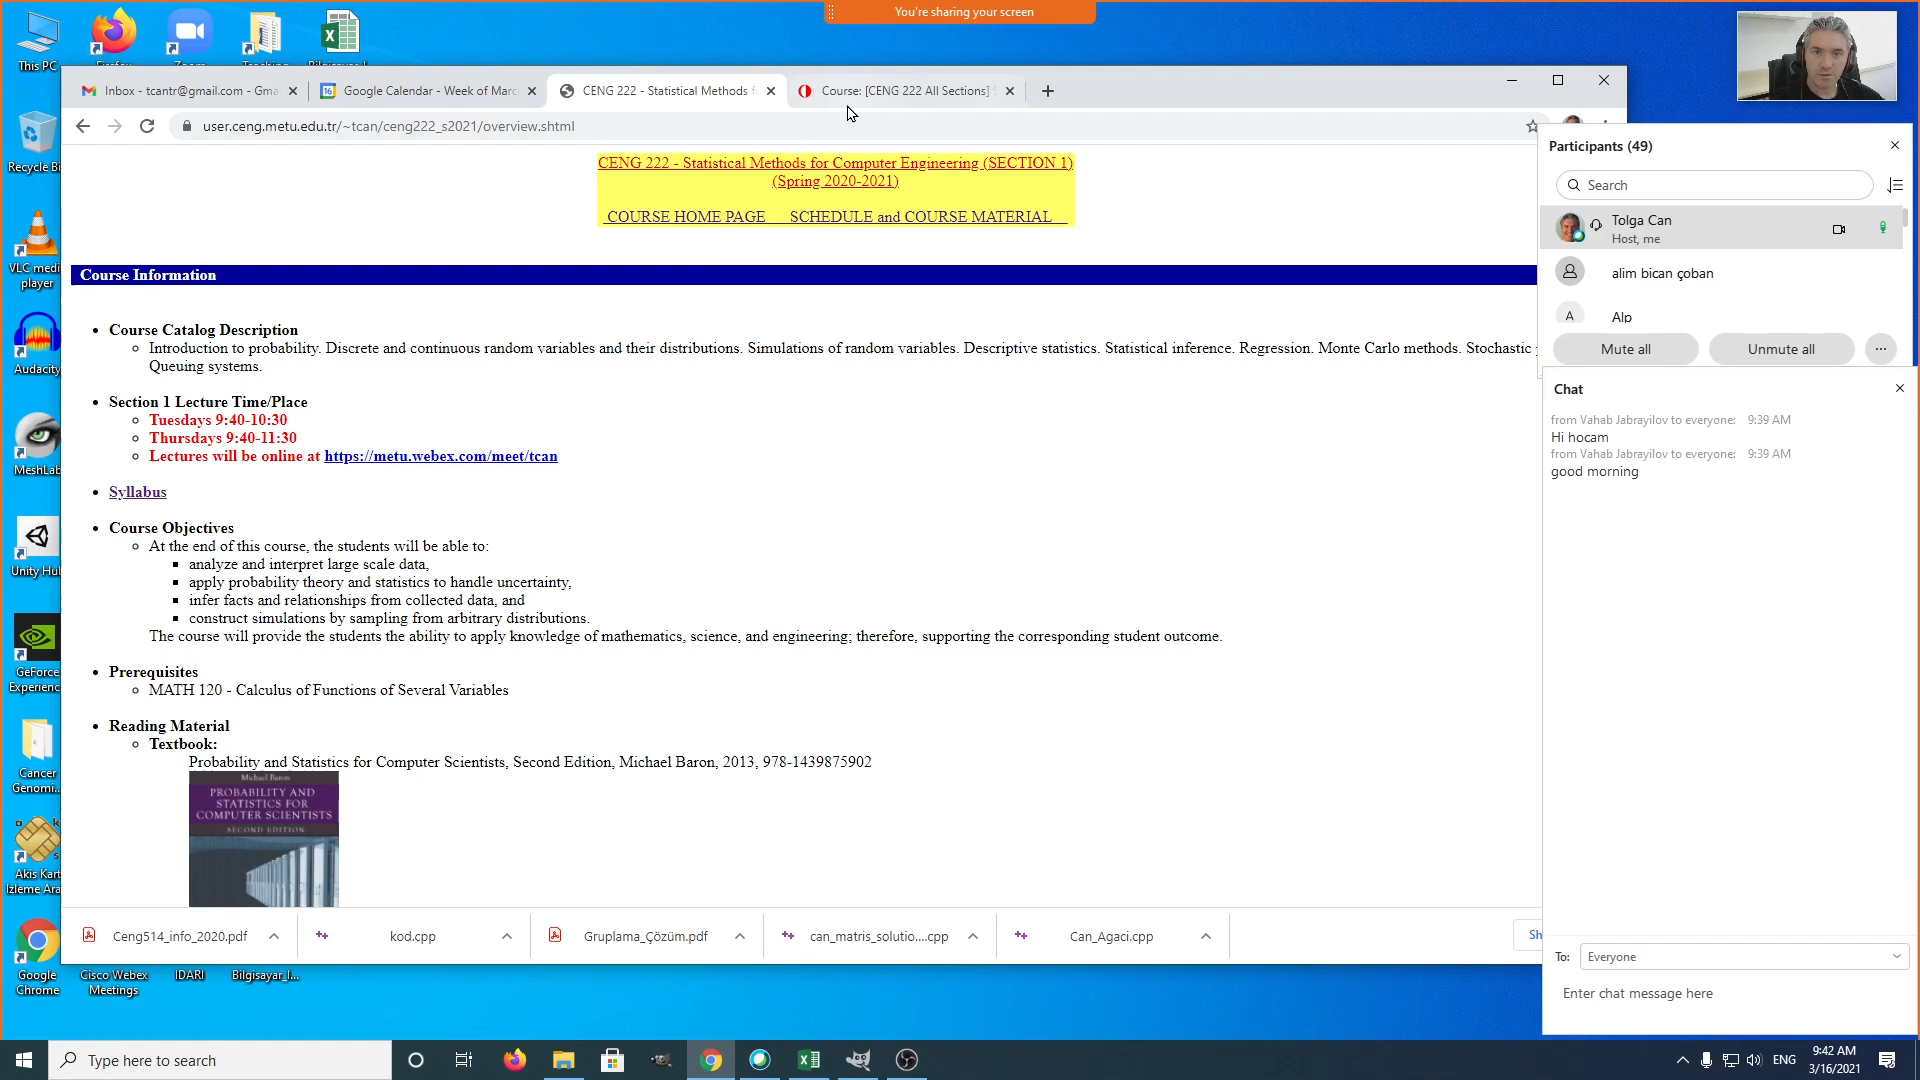 You're sharing your screen
This PC
Firefox
Zoom
Teaching
Recycle Bi
VLC medi
player
Audacity
MeshLab
Unity Hub
GeForce
Experience
Cancer
Genomi...
Akis Kart
Izleme Ara
Google
Chrome
Cisco Webex
Meetings
IDARI
Bilgisayar_I...
Inbox - tcantr@gmail.com - Gma
Google Calendar - Week of Marc
CENG 222 - Statistical Methods f
Course: [CENG 222 All Sections]
user.ceng.metu.edu.tr/~tcan/ceng222_s2021/overview.shtml
CENG 222 - Statistical Methods for Computer Engineering (SECTION 1)
(Spring 2020-2021)
COURSE HOME PAGE SCHEDULE and COURSE MATERIAL
Course Information
Course Catalog Description
Introduction to probability. Discrete and continuous random variables and their distributions. Simulations of random variables. Descriptive statistics. Statistical inference. Regression. Monte Carlo methods. Stochastic
Queuing systems.
Section 1 Lecture Time/Place
Tuesdays 9:40-10:30
Thursdays 9:40-11:30
Lectures will be online at https://metu.webex.com/meet/tcan
Syllabus
Course Objectives
At the end of this course, the students will be able to:
analyze and interpret large scale data,
apply probability theory and statistics to handle uncertainty,
infer facts and relationships from collected data, and
construct simulations by sampling from arbitrary distributions.
The course will provide the students the ability to apply knowledge of mathematics, science, and engineering; therefore, supporting the corresponding student outcome.
Prerequisites
MATH 120 - Calculus of Functions of Several Variables
Reading Material
Textbook:
Probability and Statistics for Computer Scientists, Second Edition, Michael Baron, 2013, 978-1439875902
Michael Baron
PROBABILITY AND
STATISTICS FOR
COMPUTER SCIENTISTS
SECOND EDITION
Ceng514_info_2020.pdf
kod.cpp
Gruplama_Çözüm.pdf
can_matris_solutio....cpp
Can_Agaci.cpp
Sh
Participants (49)
Search
Tolga Can
Host, me
alim bican çoban
A
Alp
Mute all
Unmute all
Chat
from Vahab Jabrayilov to everyone: 9:39 AM
Hi hocam
from Vahab Jabrayilov to everyone: 9:39 AM
good morning
To: Everyone
Enter chat message here
Type here to search
ENG
9:42 AM
3/16/2021